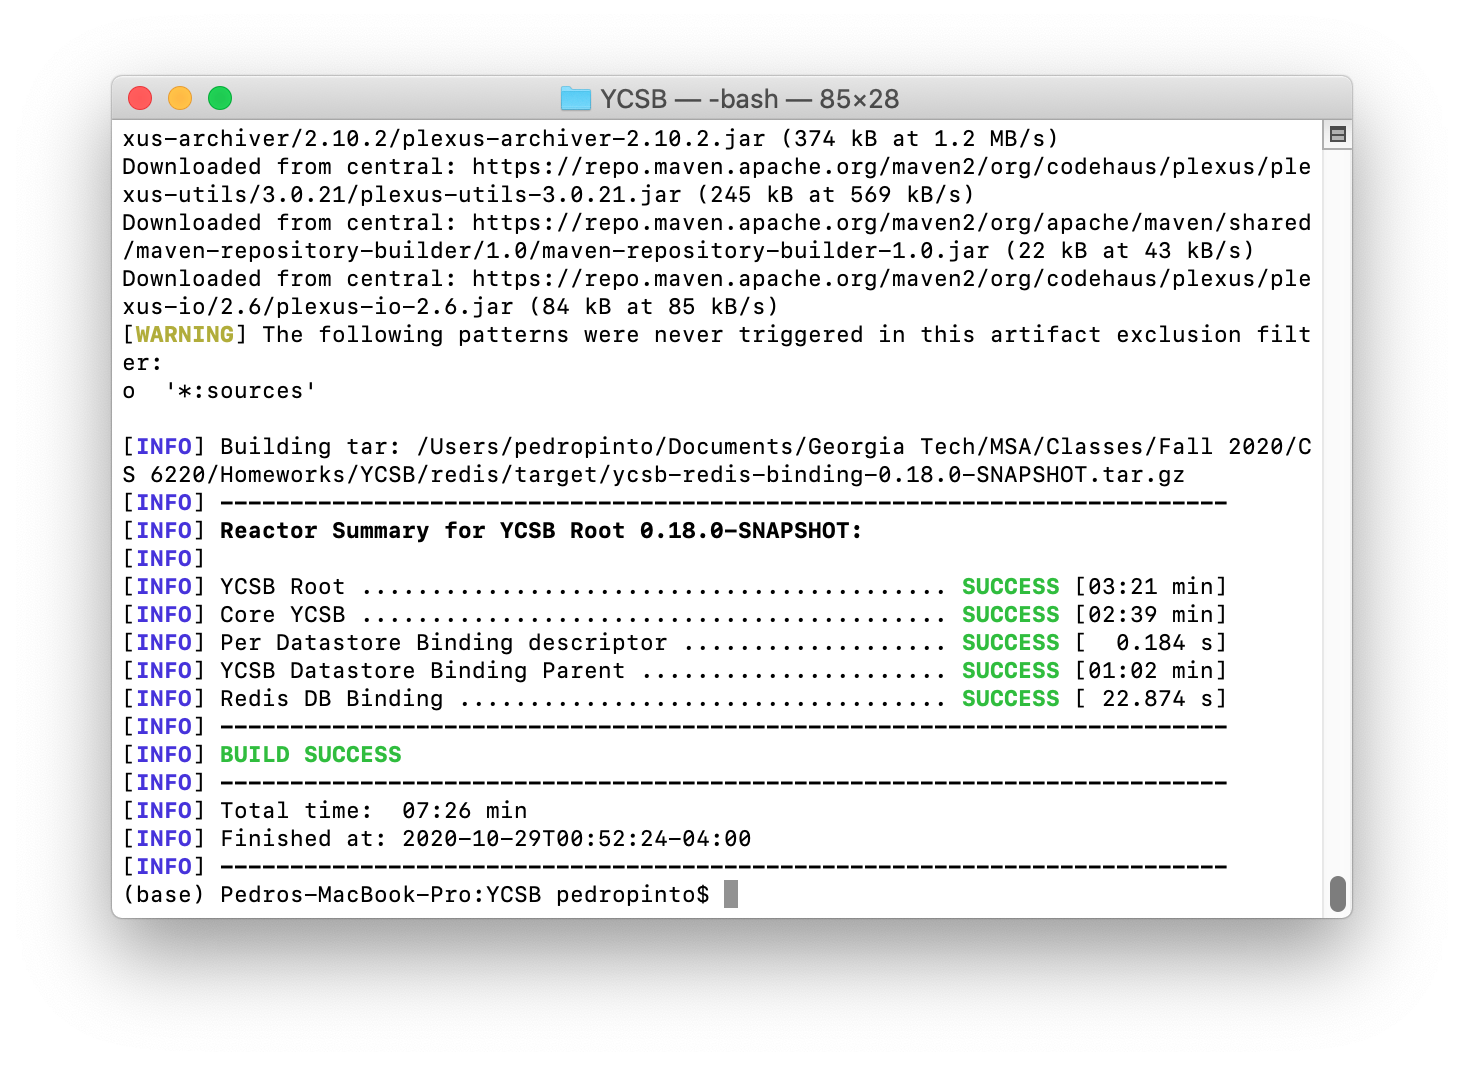 YCSB — -bash — 85×28
xus-archiver/2.10.2/plexus-archiver-2.10.2.jar (374 kB at 1.2 MB/s)
Downloaded from central: https://repo.maven.apache.org/maven2/org/codehaus/plexus/ple
xus-utils/3.0.21/plexus-utils-3.0.21.jar (245 kB at 569 kB/s)
Downloaded from central: https://repo.maven.apache.org/maven2/org/apache/maven/shared
/maven-repository-builder/1.0/maven-repository-builder-1.0.jar (22 kB at 43 kB/s)
Downloaded from central: https://repo.maven.apache.org/maven2/org/codehaus/plexus/ple
xus-io/2.6/plexus-io-2.6.jar (84 kB at 85 kB/s)
[WARNING] The following patterns were never triggered in this artifact exclusion filt
er:
o  '*:sources'

[INFO] Building tar: /Users/pedropinto/Documents/Georgia Tech/MSA/Classes/Fall 2020/C
S 6220/Homeworks/YCSB/redis/target/ycsb-redis-binding-0.18.0-SNAPSHOT.tar.gz
[INFO] ------------------------------------------------------------------------
[INFO] Reactor Summary for YCSB Root 0.18.0-SNAPSHOT:
[INFO]
[INFO] YCSB Root .......................................... SUCCESS [03:21 min]
[INFO] Core YCSB .......................................... SUCCESS [02:39 min]
[INFO] Per Datastore Binding descriptor ................... SUCCESS [  0.184 s]
[INFO] YCSB Datastore Binding Parent ...................... SUCCESS [01:02 min]
[INFO] Redis DB Binding ................................... SUCCESS [ 22.874 s]
[INFO] ------------------------------------------------------------------------
[INFO] BUILD SUCCESS
[INFO] ------------------------------------------------------------------------
[INFO] Total time:  07:26 min
[INFO] Finished at: 2020-10-29T00:52:24-04:00
[INFO] ------------------------------------------------------------------------
(base) Pedros-MacBook-Pro:YCSB pedropinto$